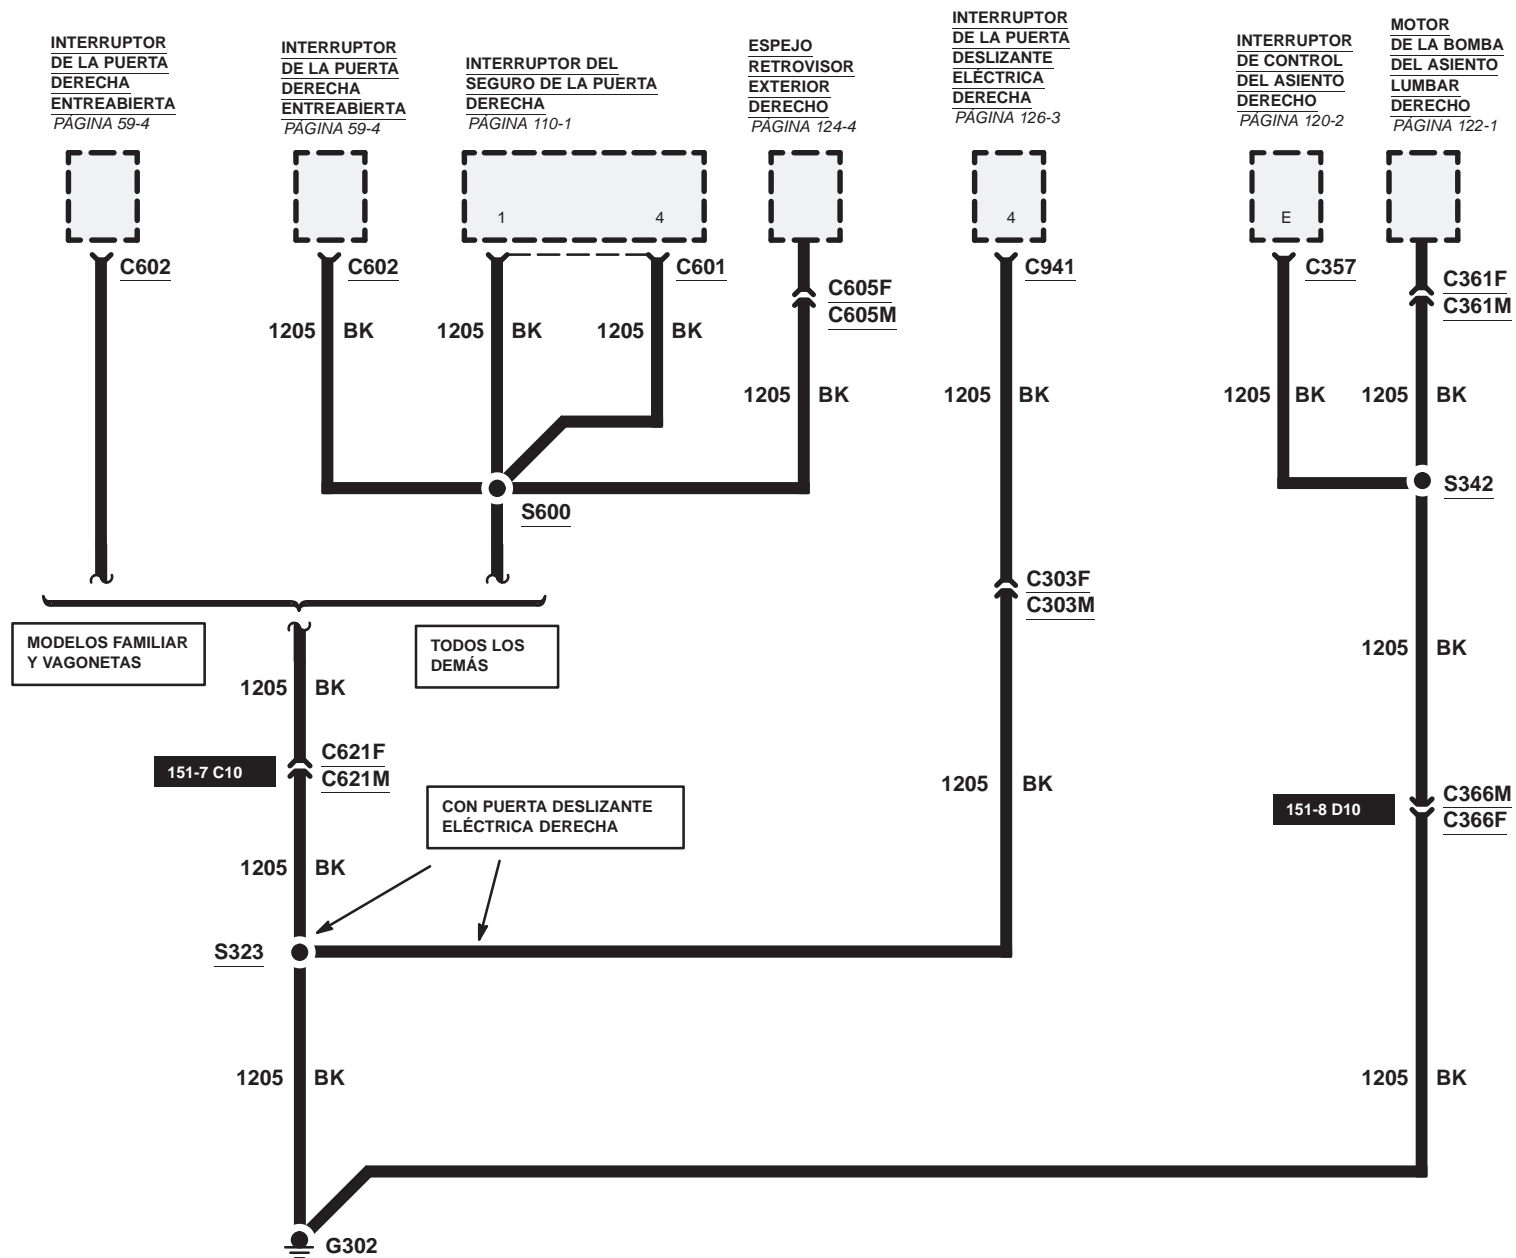 INTERRUPTOR
DE LA PUERTA
DERECHA
ENTREABIERTA
PÁGINA 59-4
INTERRUPTOR
DE LA PUERTA
DERECHA
ENTREABIERTA
PÁGINA 59-4
INTERRUPTOR DEL
SEGURO DE LA PUERTA
DERECHA
PÁGINA 110-1
ESPEJO
RETROVISOR
EXTERIOR
DERECHO
PÁGINA 124-4
INTERRUPTOR
DE LA PUERTA
DESLIZANTE
ELÉCTRICA
DERECHA
PÁGINA 126-3
INTERRUPTOR
DE CONTROL
DEL ASIENTO
DERECHO
PÁGINA 120-2
MOTOR
DE LA BOMBA
DEL ASIENTO
LUMBAR
DERECHO
PÁGINA 122-1
1
4
4
E
C602
C602
C601
C605F
C605M
C941
C357
C361F
C361M
1205 BK
1205 BK
1205 BK
1205 BK
1205 BK
1205 BK
1205 BK
S600
S342
C303F
C303M
MODELOS FAMILIAR
Y VAGONETAS
TODOS LOS
DEMÁS
1205 BK
1205 BK
151-7 C10
C621F
C621M
CON PUERTA DESLIZANTE
ELÉCTRICA DERECHA
1205 BK
151-8 D10
C366M
C366F
1205 BK
S323
1205 BK
1205 BK
G302